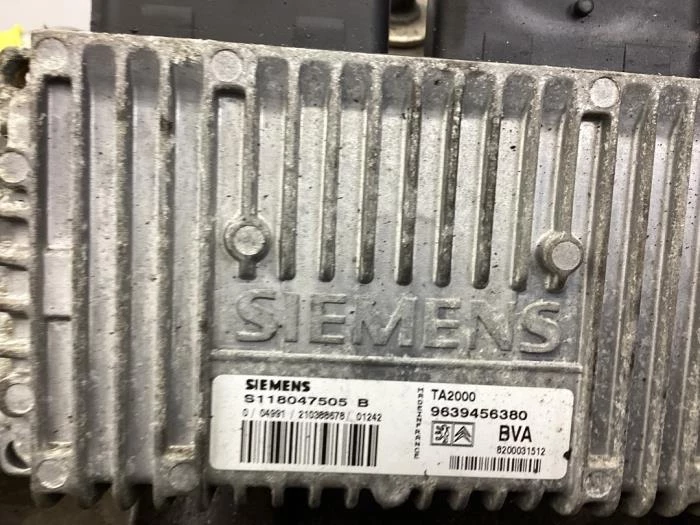 SIEMENS
SIEMENS
S118047505 B
0 / 04991 / 210388678 / 01242
MADE IN FRANCE
TA2000
9639456380
BVA
8200031512